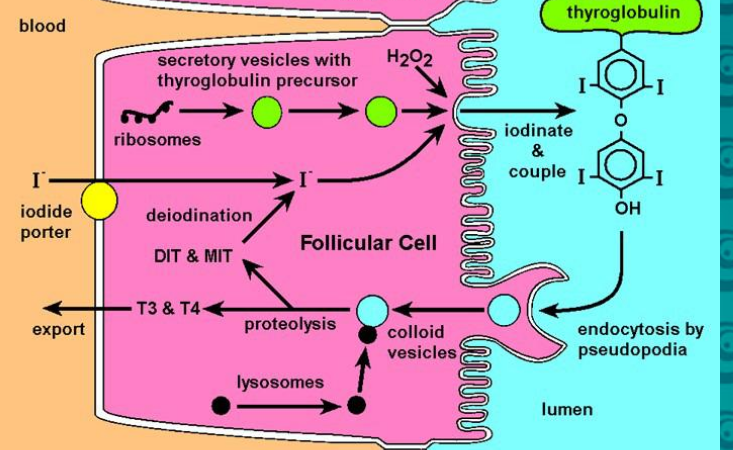 thyroglobulin
blood
secretory vesicles with
thyroglobulin precursor
H2O2
ribosomes
iodinate
&
couple
I
I
O
I
I
OH
I-
iodide
porter
I-
deiodination
DIT & MIT
Follicular Cell
T3 & T4
export
proteolysis
colloid
vesicles
endocytosis by
pseudopodia
lysosomes
lumen